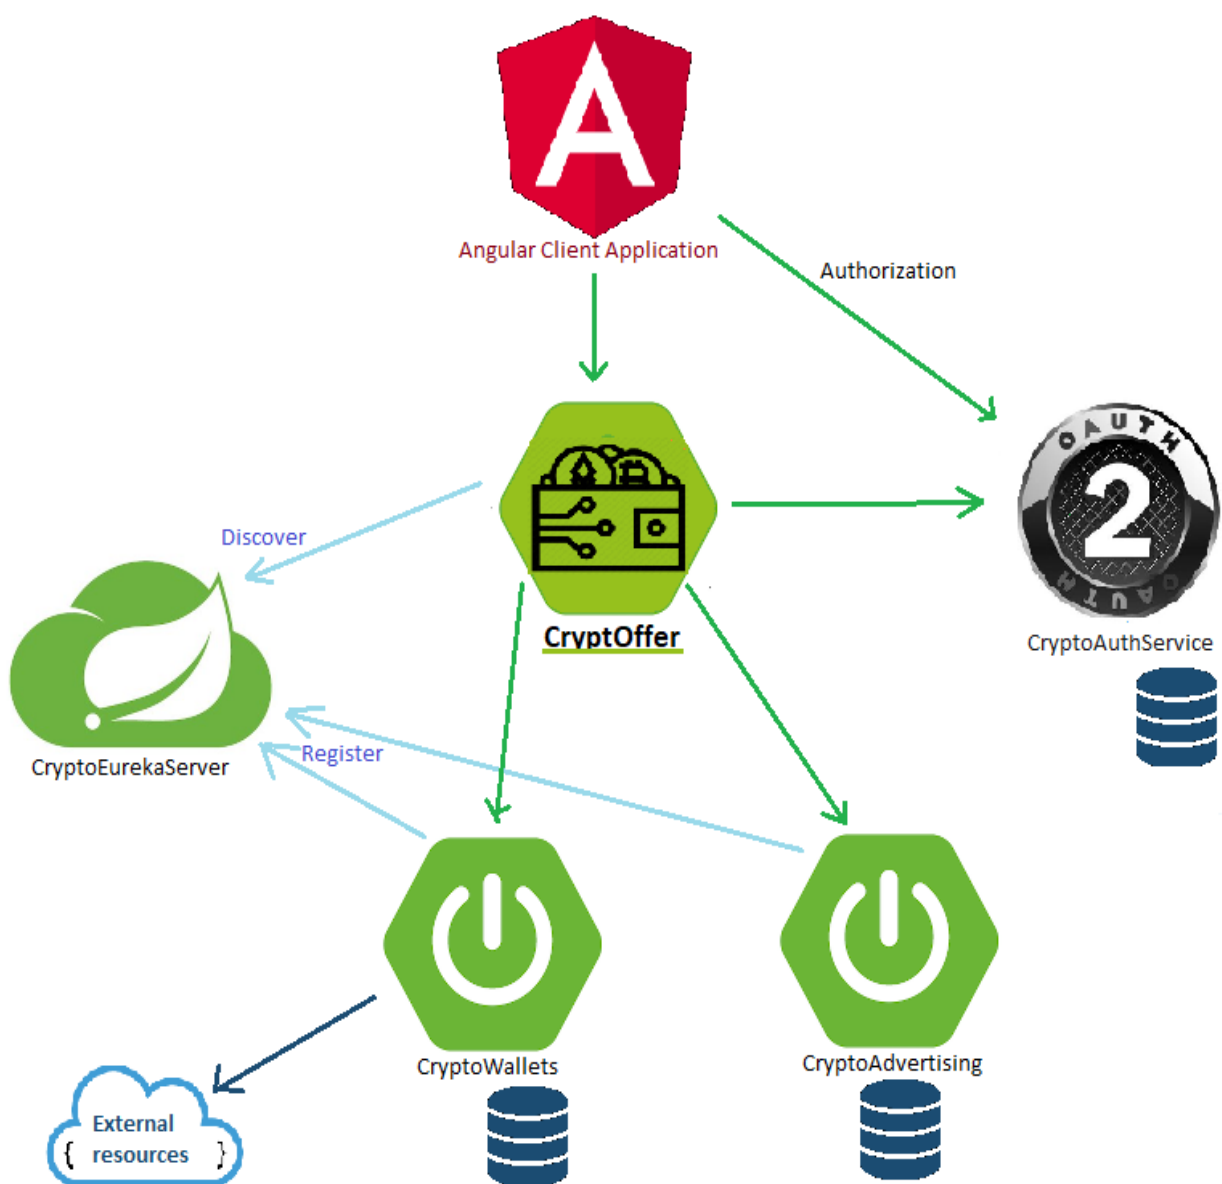 A
Angular Client Application
Authorization
OAUTH
2
OAUTH
CryptoAuthService
Discover
CryptOffer
CryptoEurekaServer
Register
CryptoWallets
CryptoAdvertising
External
{ resources }